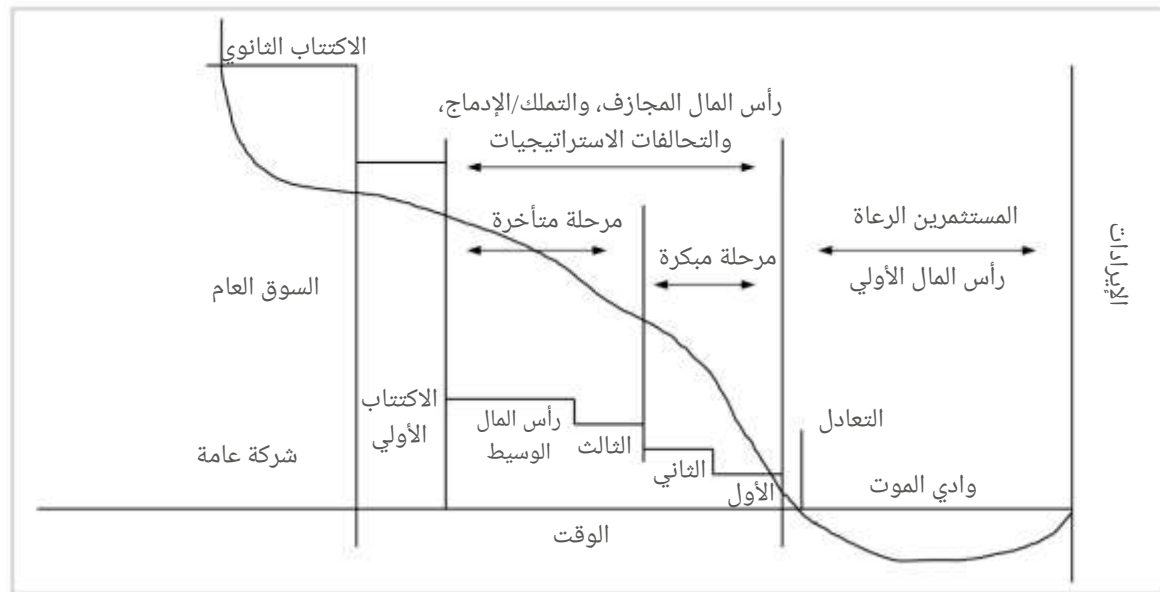 الاكتتاب الثانوي
رأس المال المجازف، والتملك/الإدماج،
والتحالفات الاستراتيجيات
المستثمرين الرعاة
رأس المال الأولي
الإيرادات
مرحلة متأخرة
مرحلة مبكرة
السوق العام
الاكتتاب
الأولي
رأس المال
الوسيط
الثالث
الثاني
الأول
التعادل
وادي الموت
شركة عامة
الوقت